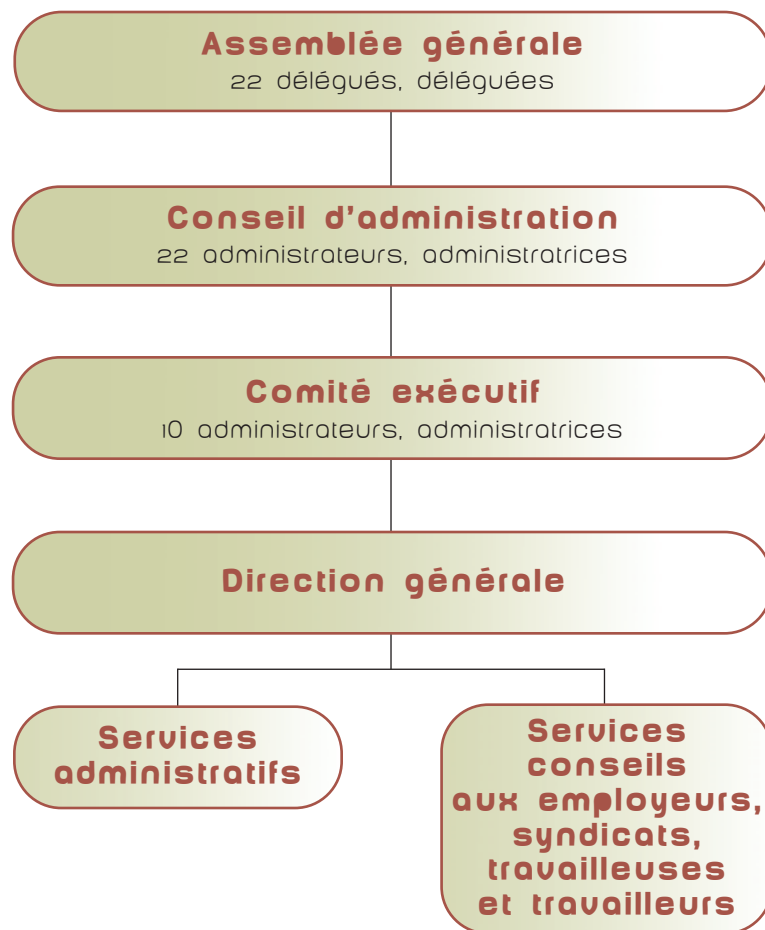 Assemblée générale
22 délégués, déléguées
Conseil d'administration
22 administrateurs, administratrices
Comité exécutif
10 administrateurs, administratrices
Direction générale
Services
administratifs
Services
conseils
aux employeurs,
syndicats,
travailleuses
et travailleurs